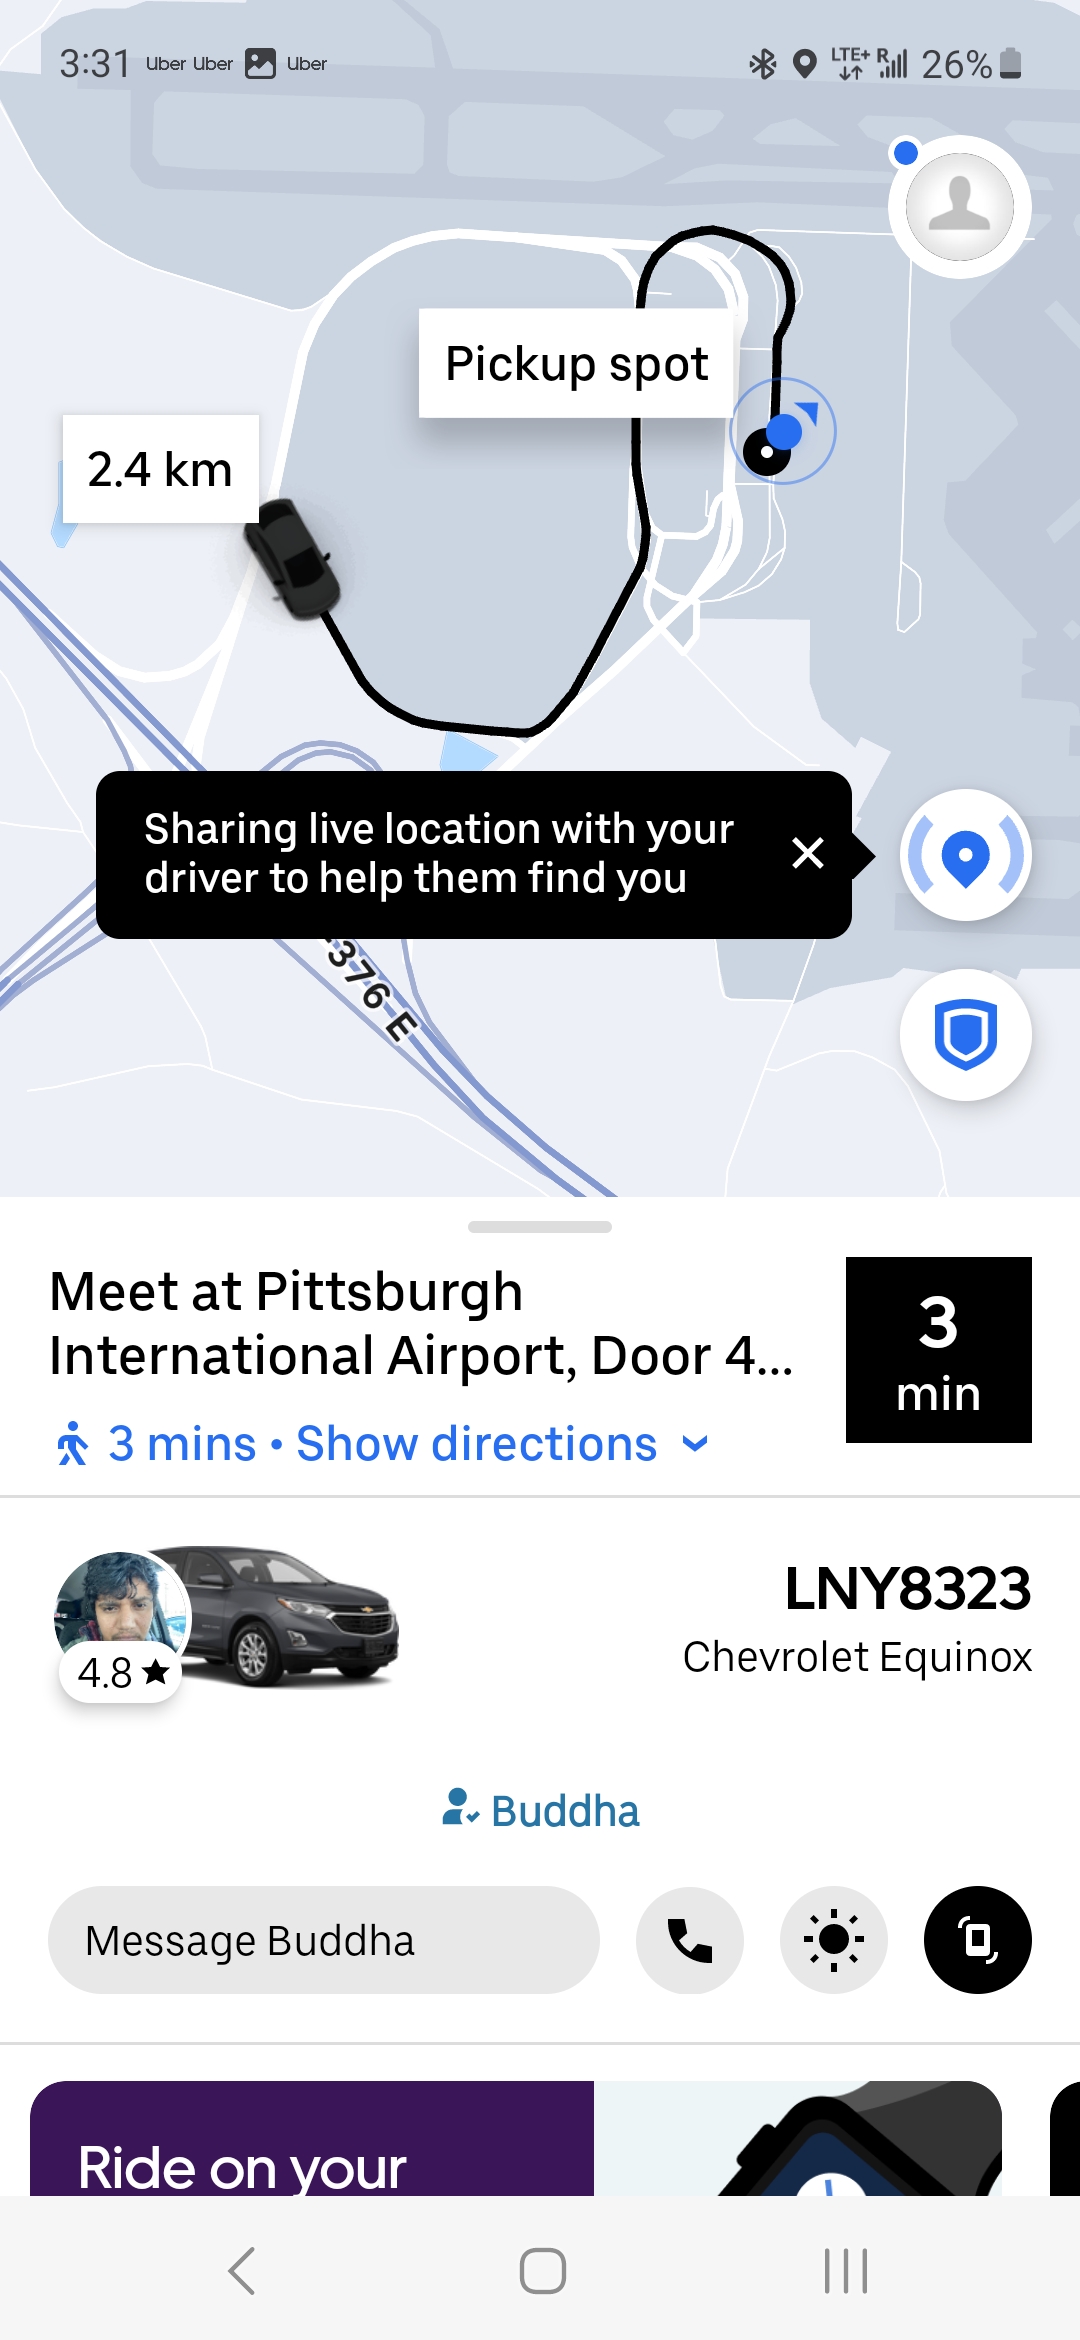 3:31 Uber Uber Uber LTE+ R 26%
Pickup spot
2.4 km
Sharing live location with your
driver to help them find you
376 E
Meet at Pittsburgh
International Airport, Door 4...
3
min
3 mins • Show directions
LNY8323
Chevrolet Equinox
4.8 ★
Buddha
Message Buddha
Ride on your